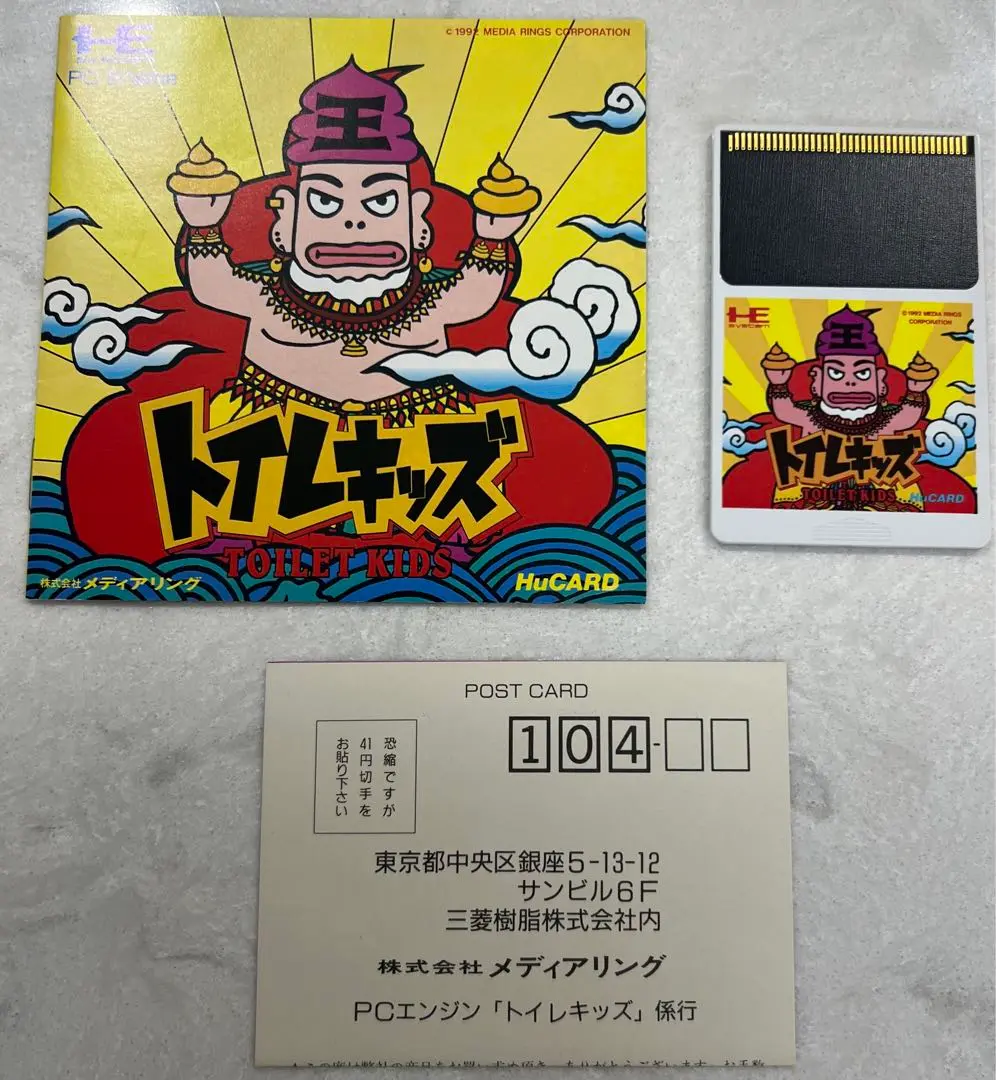 HE
PC Engine
© 1992 MEDIA RINGS CORPORATION
王
トイレキッズ
TOILET KIDS
株式会社 メディアリング
HuCARD
HE
system
© 1992 MEDIA RINGS
CORPORATION
王
トイレキッズ
TOILET KIDS
HuCARD
POST CARD
104-
恐縮ですが
41円切手を
お貼り下さい
東京都中央区銀座5-13-12
サンビル6F
三菱樹脂株式会社内
株式会社 メディアリング
PCエンジン「トイレキッズ」係行